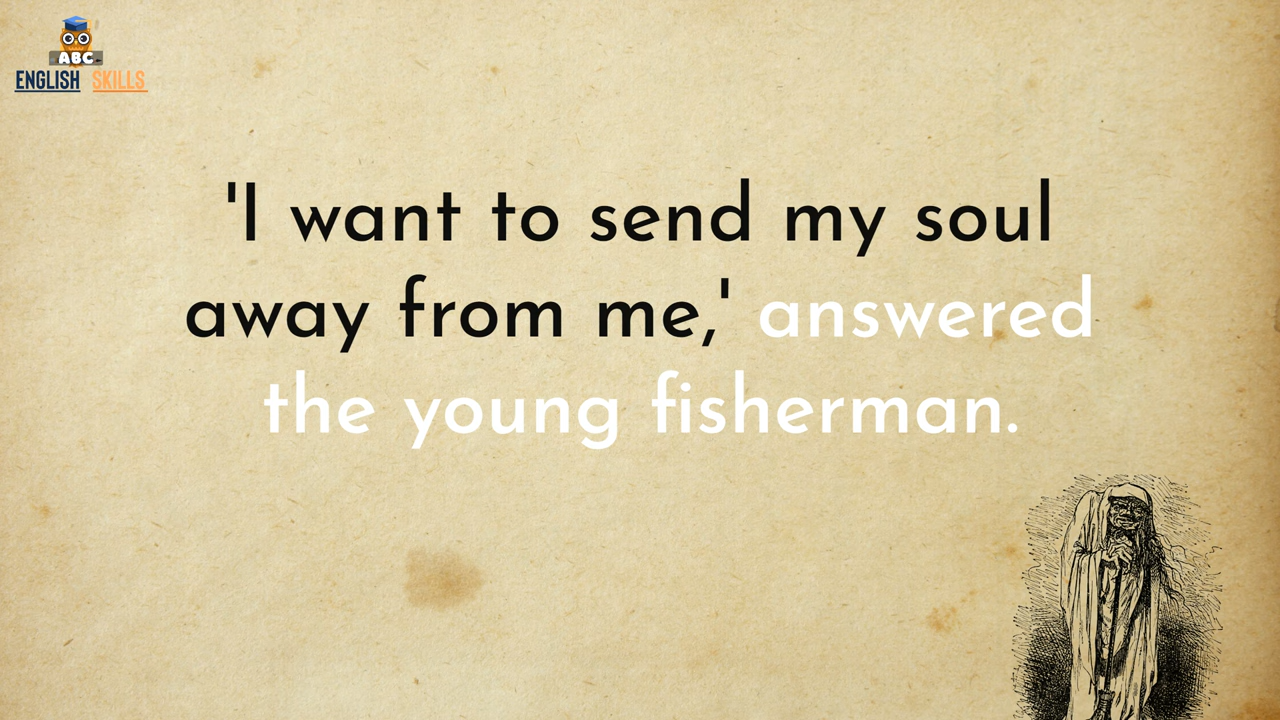 ABC
ENGLISH SKILLS
'I want to send my soul
away from me,' answered
the young fisherman.